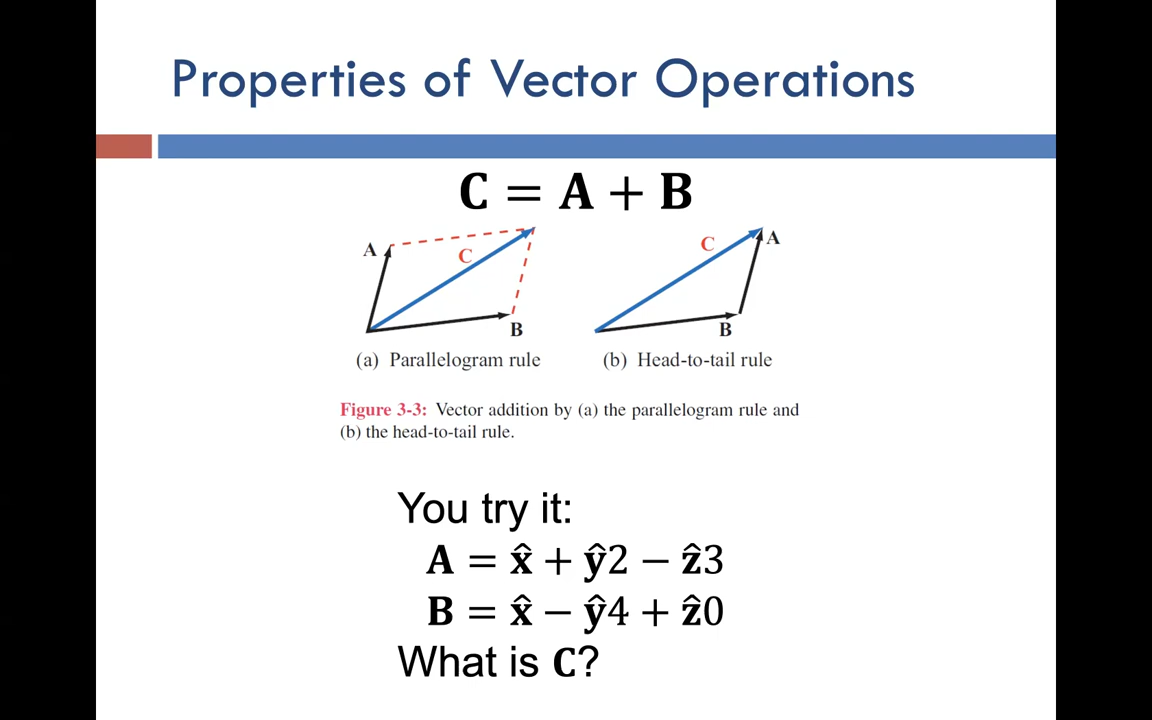 Properties of Vector Operations
C = A + B
A
C
B
C
A
B
(a) Parallelogram rule
(b) Head-to-tail rule
Figure 3-3: Vector addition by (a) the parallelogram rule and
(b) the head-to-tail rule.
You try it:
A = x̂ + ŷ2 − ẑ3
B = x̂ − ŷ4 + ẑ0
What is C?